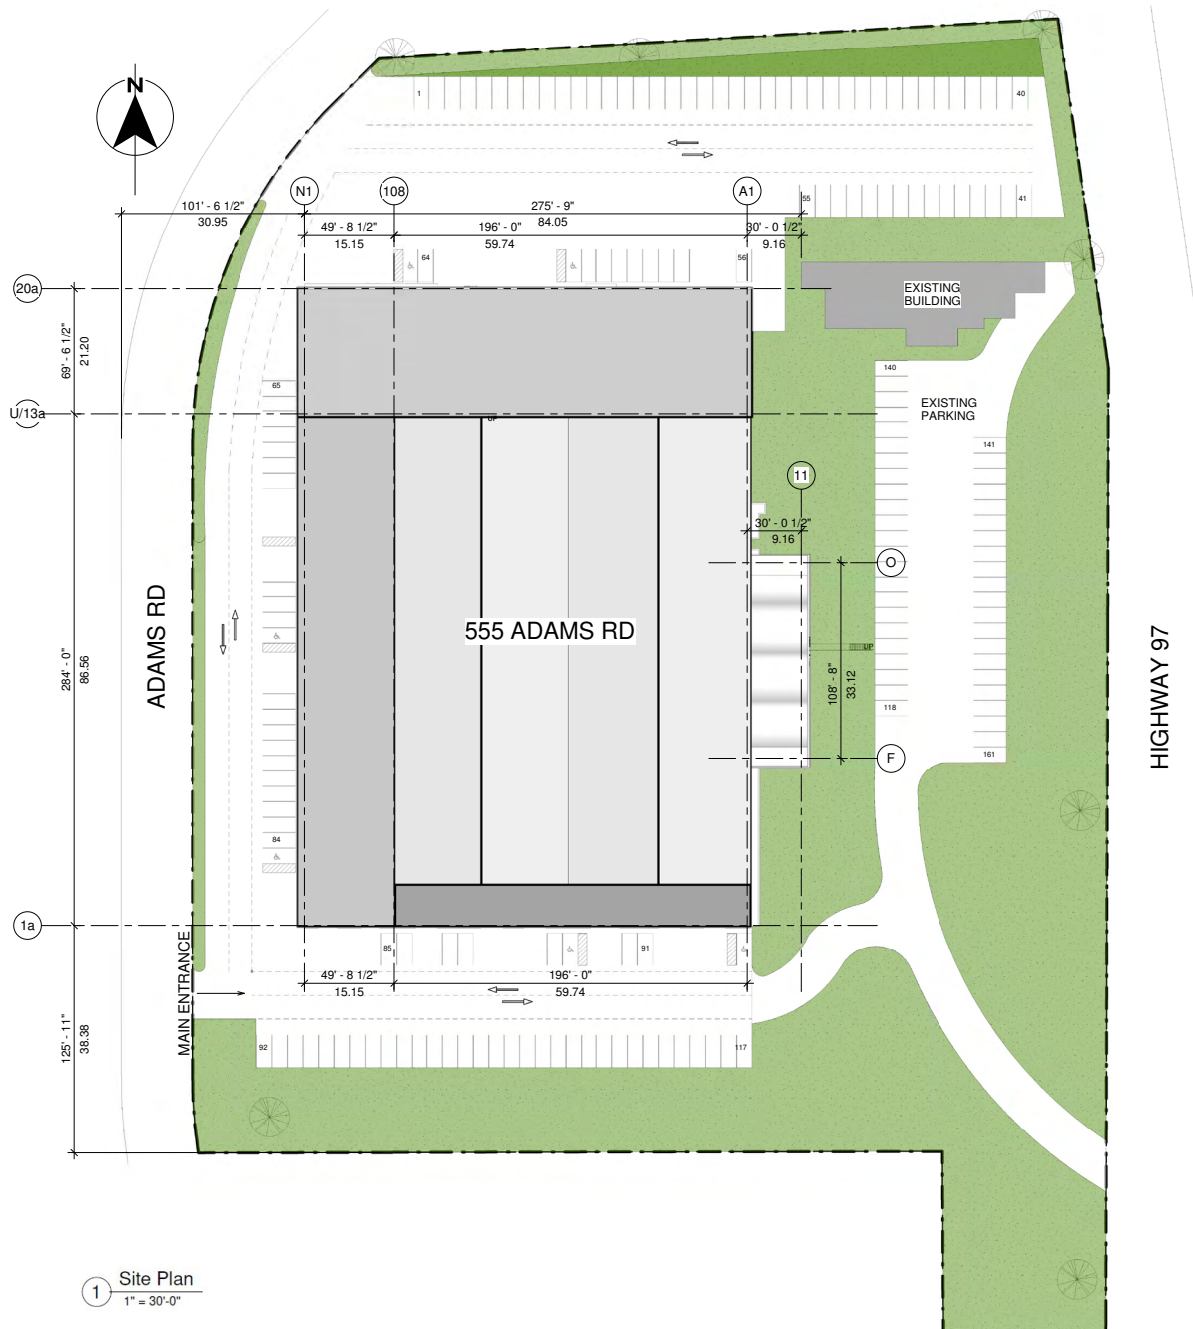 N
1
40
55
41
N1
108
A1
101' - 6 1/2"
30.95
275' - 9"
84.05
49' - 8 1/2"
15.15
196' - 0"
59.74
30' - 0 1/2"
9.16
64
56
20a
EXISTING
BUILDING
69' - 6 1/2"
21.20
65
140
U/13a
UP
EXISTING
PARKING
141
11
30' - 0 1/2"
9.16
O
ADAMS RD
555 ADAMS RD
UP
HIGHWAY 97
284' - 0"
86.56
108' - 8"
33.12
118
F
161
84
1a
85
91
MAIN ENTRANCE
49' - 8 1/2"
15.15
196' - 0"
59.74
125' - 11"
38.38
92
117
1
Site Plan
1" = 30'-0"